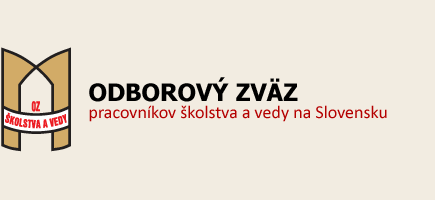 OZ
ŠKOLSTVA A VEDY
ODBOROVÝ ZVÄZ
pracovníkov školstva a vedy na Slovensku